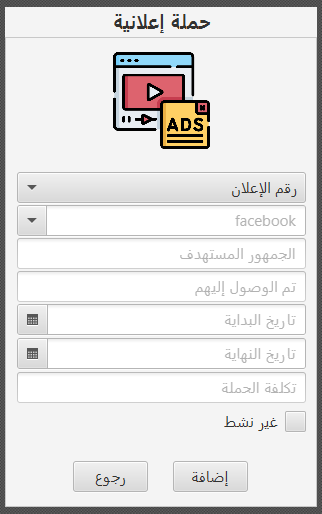 حملة إعلانية
ADS
رقم الإعلان
facebook
الجمهور المستهدف
تم الوصول إليهم
تاريخ البداية
تاريخ النهاية
تكلفة الحملة
غير نشط
إضافة
رجوع